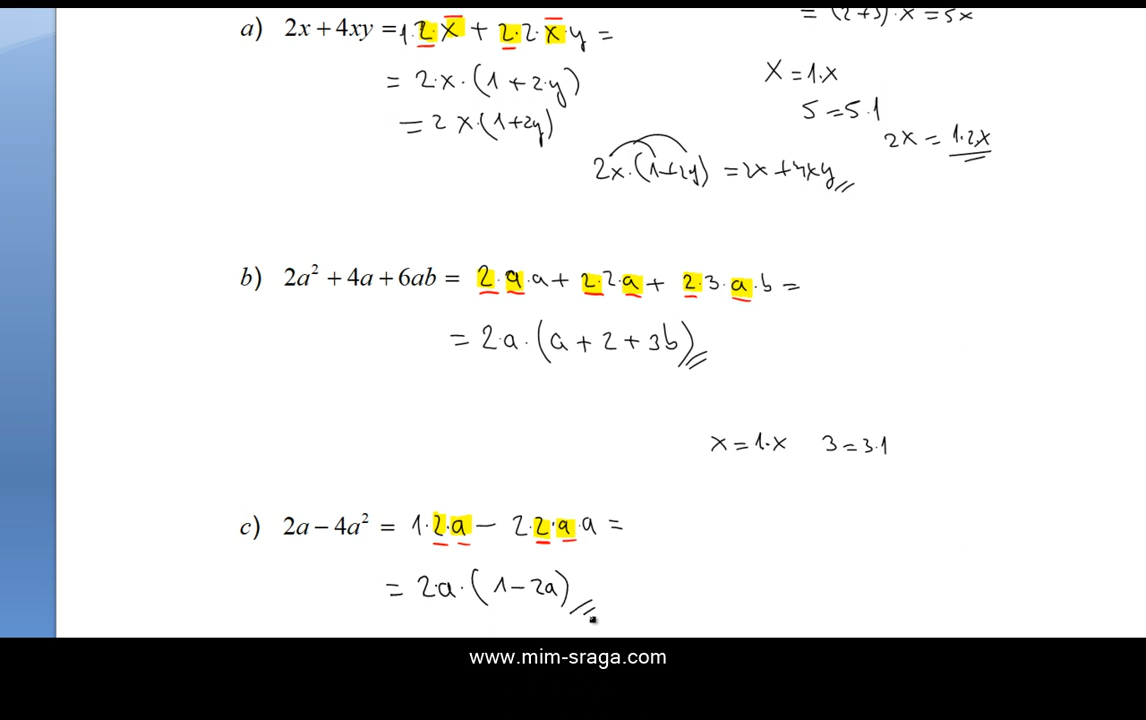 = (2+3)·x = 5x
a) 2x + 4xy = 1·2·x + 2·2·x·y =
= 2·x·(1+2·y)
= 2x·(1+2y)
x = 1·x
5 = 5·1
2x = 1·2x
2x·(1+2y) = 2x + 4xy
b) 2a² + 4a + 6ab = 2·a·a + 2·2·a + 2·3·a·b =
= 2·a·(a + 2 + 3b)
x = 1·x 3 = 3·1
c) 2a − 4a² = 1·2·a − 2·2·a·a =
= 2·a·(1 − 2a)
www.mim-sraga.com